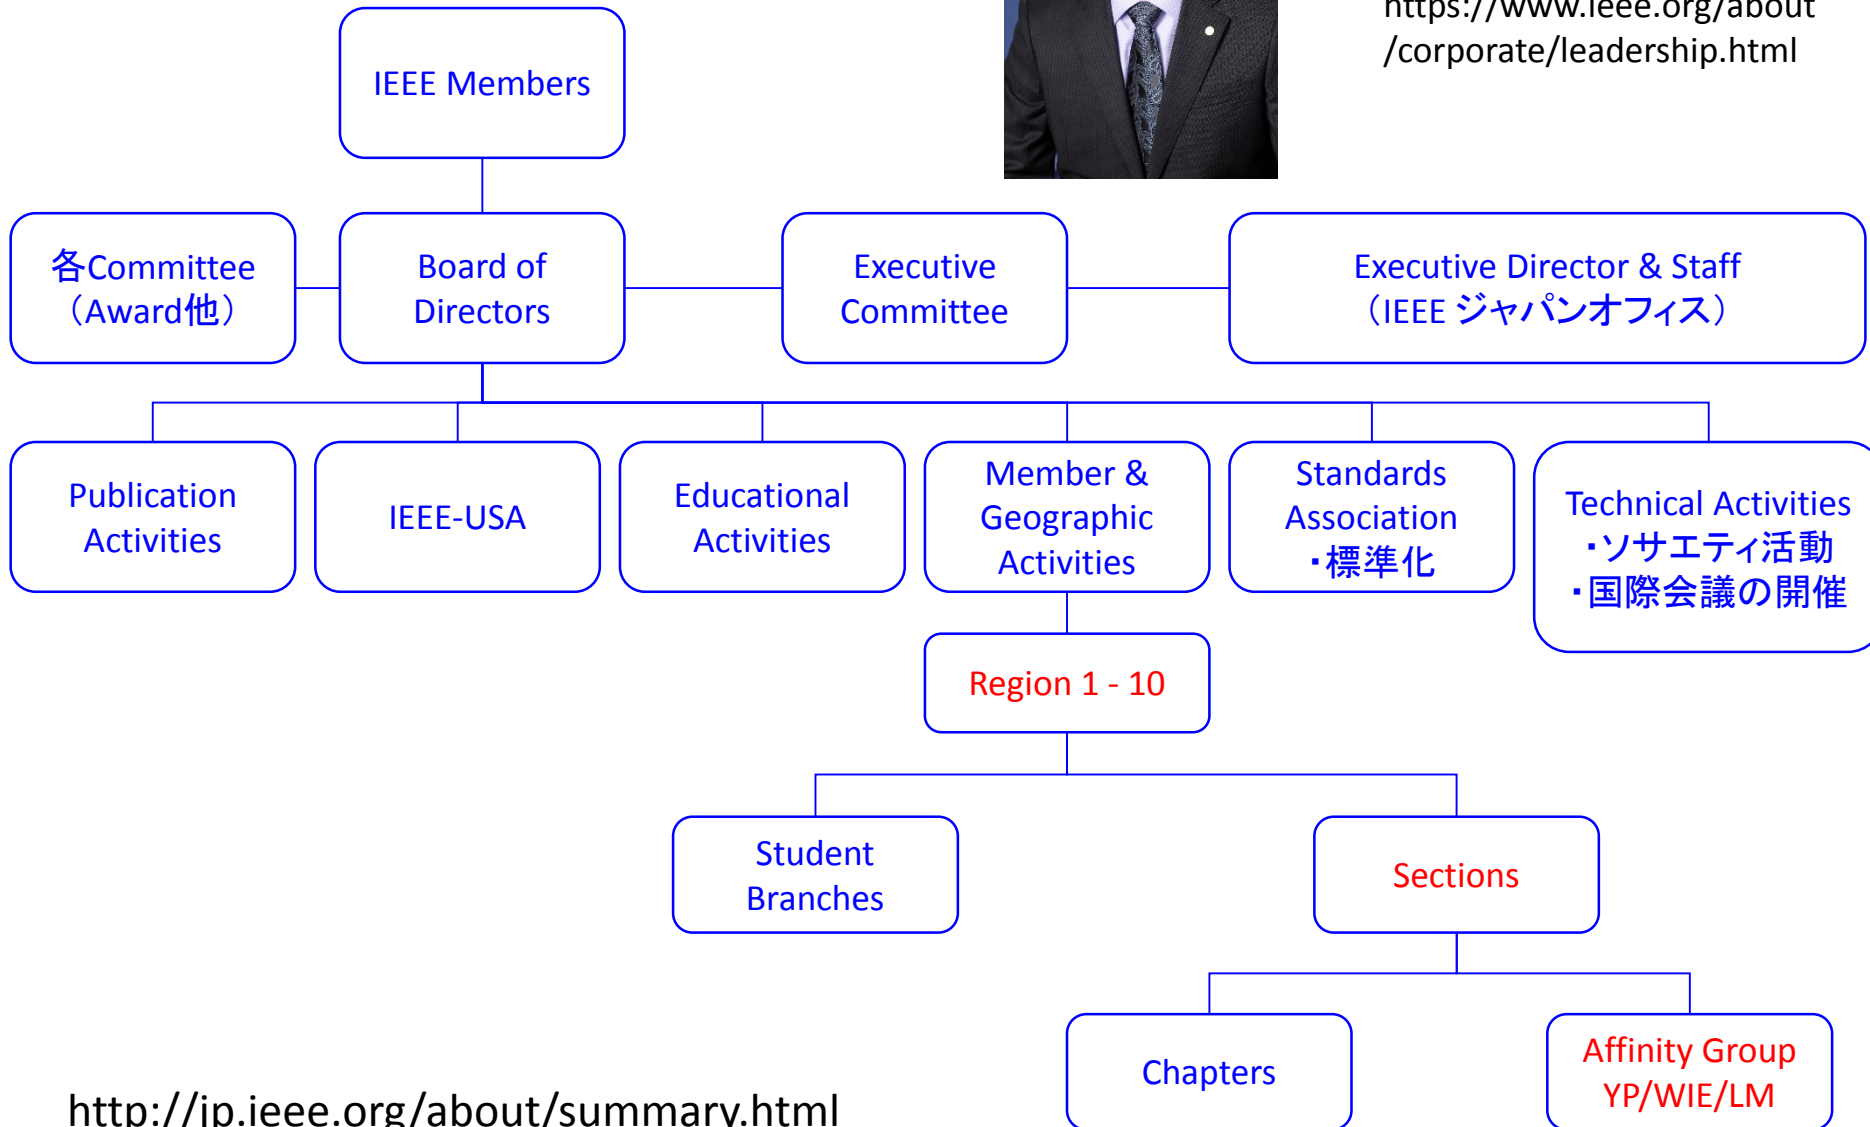 https://www.ieee.org/about
/corporate/leadership.html
IEEE Members
各Committee
（Award他）
Board of
Directors
Executive
Committee
Executive Director & Staff
（IEEE ジャパンオフィス）
Publication
Activities
IEEE-USA
Educational
Activities
Member &
Geographic
Activities
Standards
Association
・標準化
Technical Activities
・ソサエティ活動
・国際会議の開催
Region 1 - 10
Student
Branches
Sections
Chapters
Affinity Group
YP/WIE/LM
http://jp.ieee.org/about/summary.html